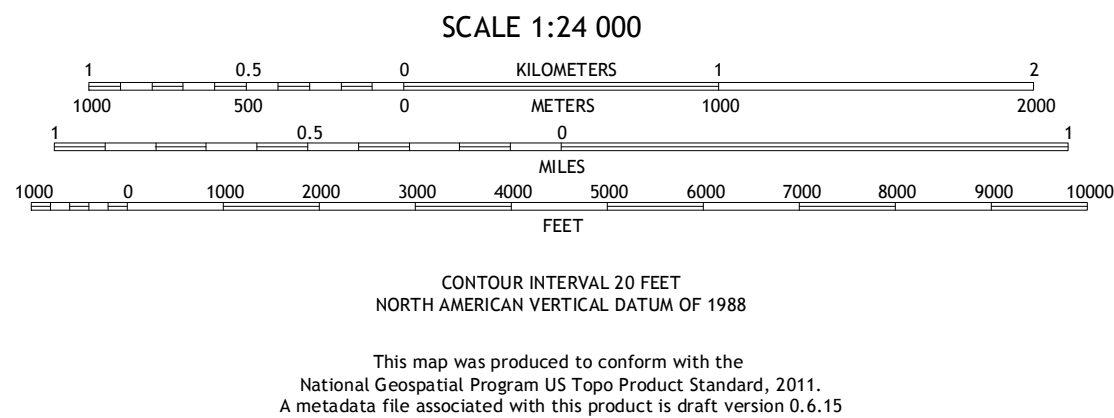 SCALE 1:24 000
1 0.5 0 KILOMETERS 1 2
1000 500 0 METERS 1000 2000
1 0.5 0 1
MILES
1000 0 1000 2000 3000 4000 5000 6000 7000 8000 9000 10000
FEET
CONTOUR INTERVAL 20 FEET
NORTH AMERICAN VERTICAL DATUM OF 1988
This map was produced to conform with the
National Geospatial Program US Topo Product Standard, 2011.
A metadata file associated with this product is draft version 0.6.15